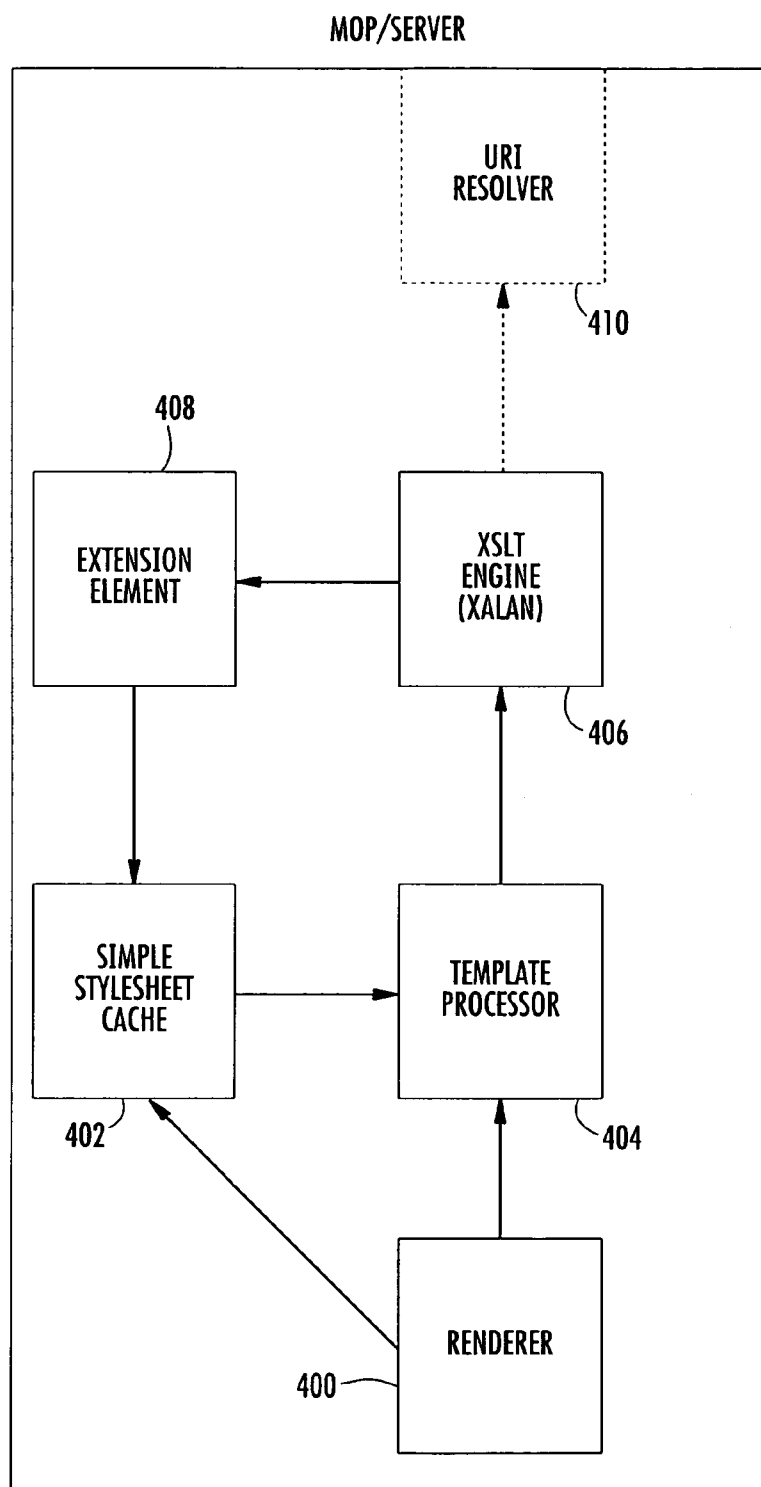 MOP/SERVER
URI
RESOLVER
410
408
EXTENSION
ELEMENT
XSLT
ENGINE
(XALAN)
406
SIMPLE
STYLESHEET
CACHE
TEMPLATE
PROCESSOR
402
404
RENDERER
400